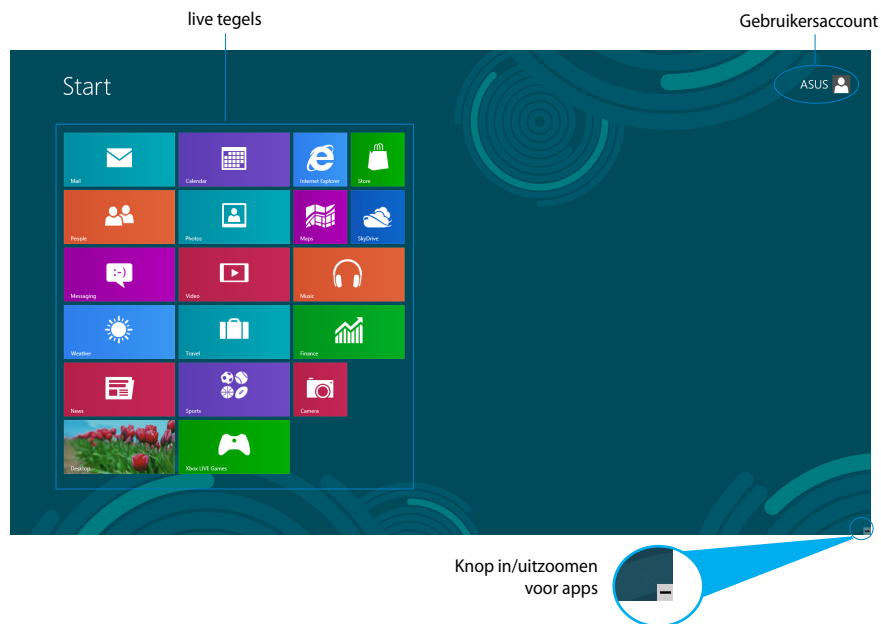 live tegels
Gebruikersaccount
Start
ASUS
Mail
Calendar
Internet Explorer
Store
People
Photos
Maps
SkyDrive
Messaging
:-)
Video
Music
Weather
Travel
Finance
News
Sports
Camera
Desktop
Xbox LIVE Games
Knop in/uitzoomen
voor apps